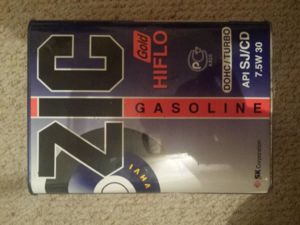 ZIC
Gold
HIFLO
DOHC/TURBO
API SJ/CD
7.5W 30
GASOLINE
SK Corporation